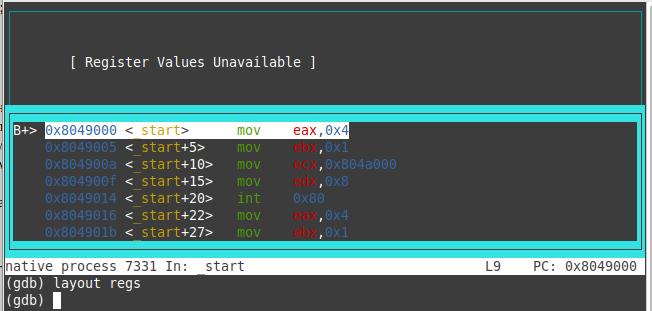 [ Register Values Unavailable ]
B+> 0x8049000 <_start> mov eax,0x4
0x8049005 <_start+5> mov ebx,0x1
0x804900a <_start+10> mov ecx,0x804a000
0x804900f <_start+15> mov edx,0x8
0x8049014 <_start+20> int 0x80
0x8049016 <_start+22> mov eax,0x4
0x804901b <_start+27> mov ebx,0x1
native process 7331 In: _start L9 PC: 0x8049000
(gdb) layout regs
(gdb)